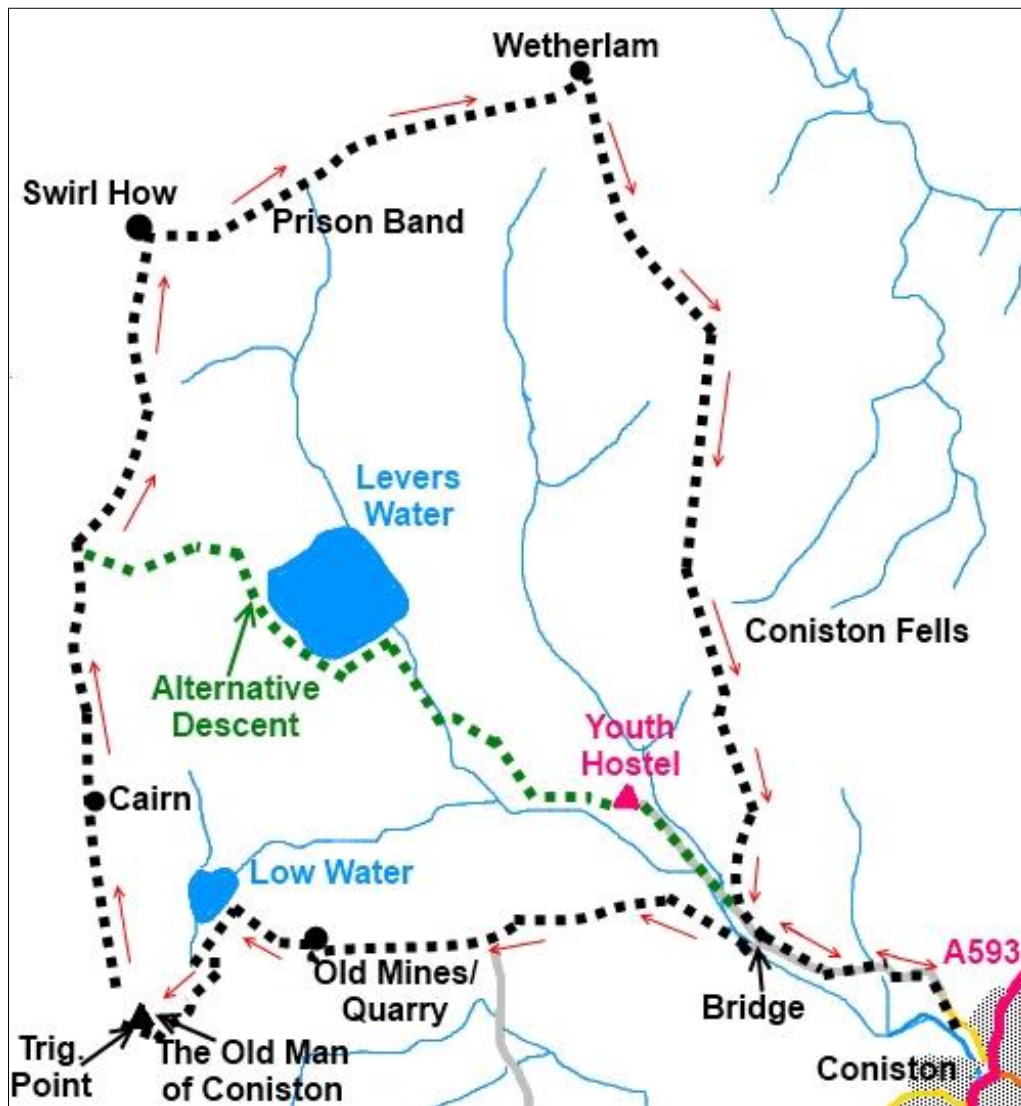 Wetherlam
Swirl How
Prison Band
Levers
Water
Coniston Fells
Alternative
Descent
Youth
Hostel
Cairn
Low Water
Old Mines/
Quarry
A593
Bridge
Trig.
Point
The Old Man
of Coniston
Coniston